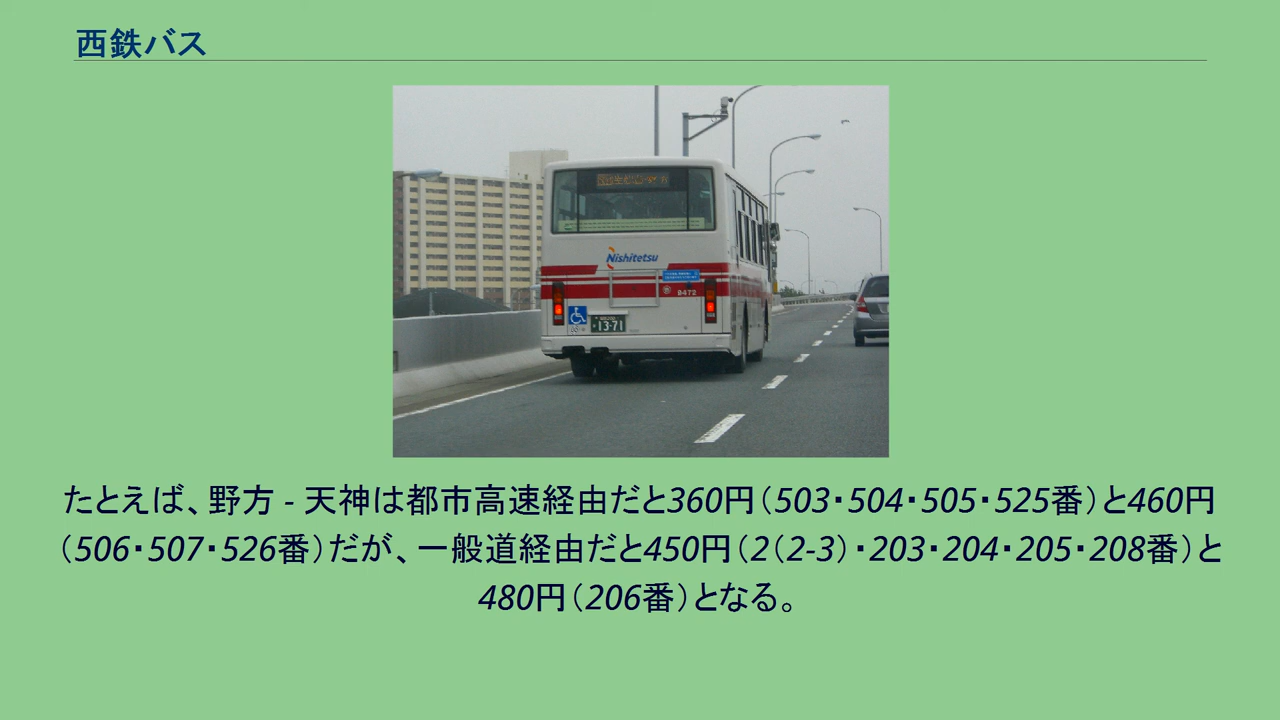 西鉄バス
Nishitetsu
9472
13-71
たとえば、野方 - 天神は都市高速経由だと360円（503・504・505・525番）と460円
（506・507・526番）だが、一般道経由だと450円（2（2-3）・203・204・205・208番）と
480円（206番）となる。